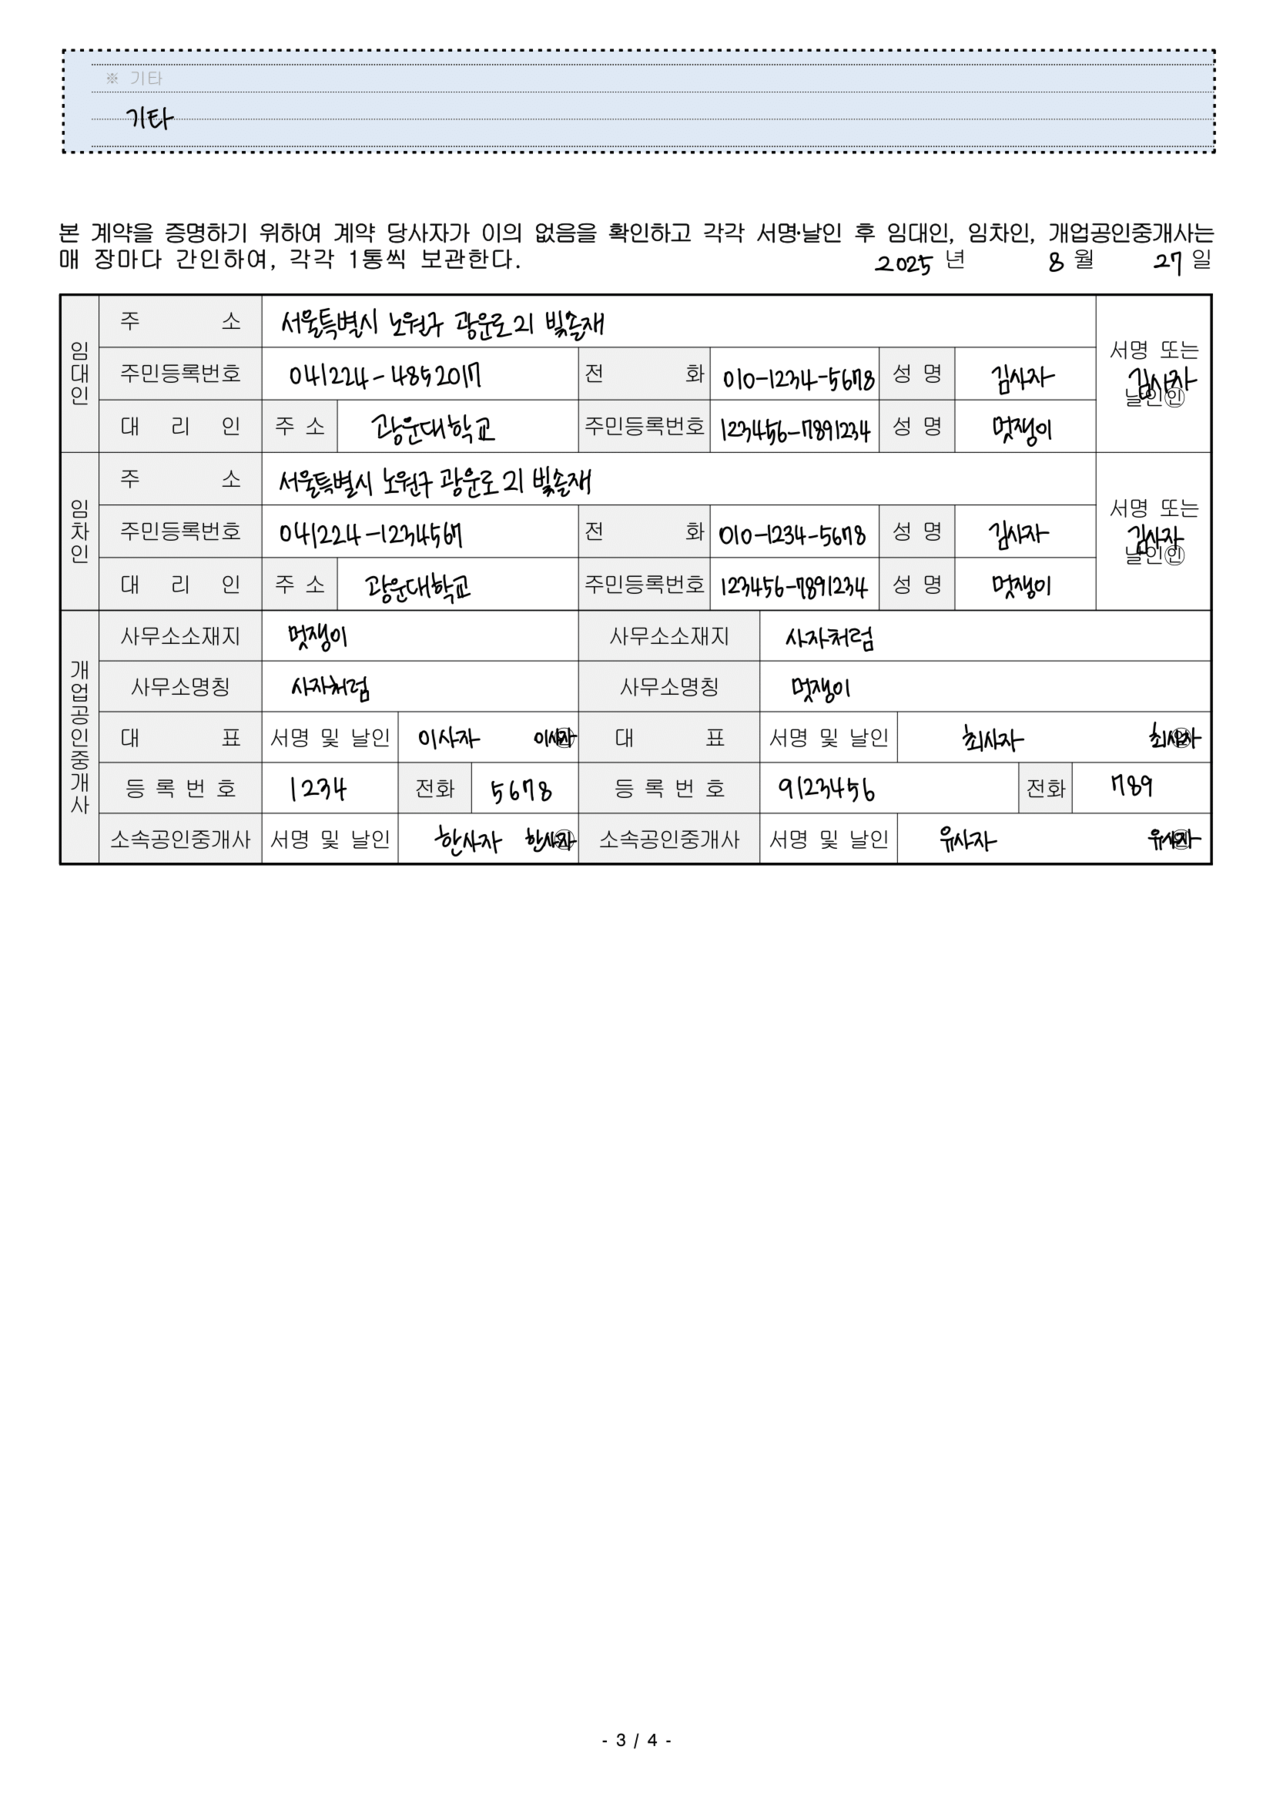 ※ 기타
기타
본 계약을 증명하기 위하여 계약 당사자가 이의 없음을 확인하고 각각 서명·날인 후 임대인, 임차인, 개업공인중개사는
매 장마다 간인하여, 각각 1통씩 보관한다. 2025 년 8 월 27 일
임대인
주 소 서울특별시 노원구 광운로 21 빛솔재
주민등록번호 041224-4852017 전 화 010-1234-5678 성 명 김사자
서명 또는 날인㊞ 김사자
대 리 인 주 소 광운대학교 주민등록번호 123456-7891234 성 명 멋쟁이
임차인
주 소 서울특별시 노원구 광운로 21 빛솔재
주민등록번호 041224-1234567 전 화 010-1234-5678 성 명 김사자
서명 또는 날인㊞ 김사자
대 리 인 주 소 광운대학교 주민등록번호 123456-7891234 성 명 멋쟁이
개업공인중개사
사무소소재지 멋쟁이 사무소소재지 사자처럼
사무소명칭 사자처럼 사무소명칭 멋쟁이
대 표 서명 및 날인 이사자 이사자 ㊞ 대 표 서명 및 날인 최사자 최사자 ㊞
등 록 번 호 1234 전화 5678 등 록 번 호 9123456 전화 789
소속공인중개사 서명 및 날인 한사자 한사자 ㊞ 소속공인중개사 서명 및 날인 유사자 유사자 ㊞
- 3 / 4 -